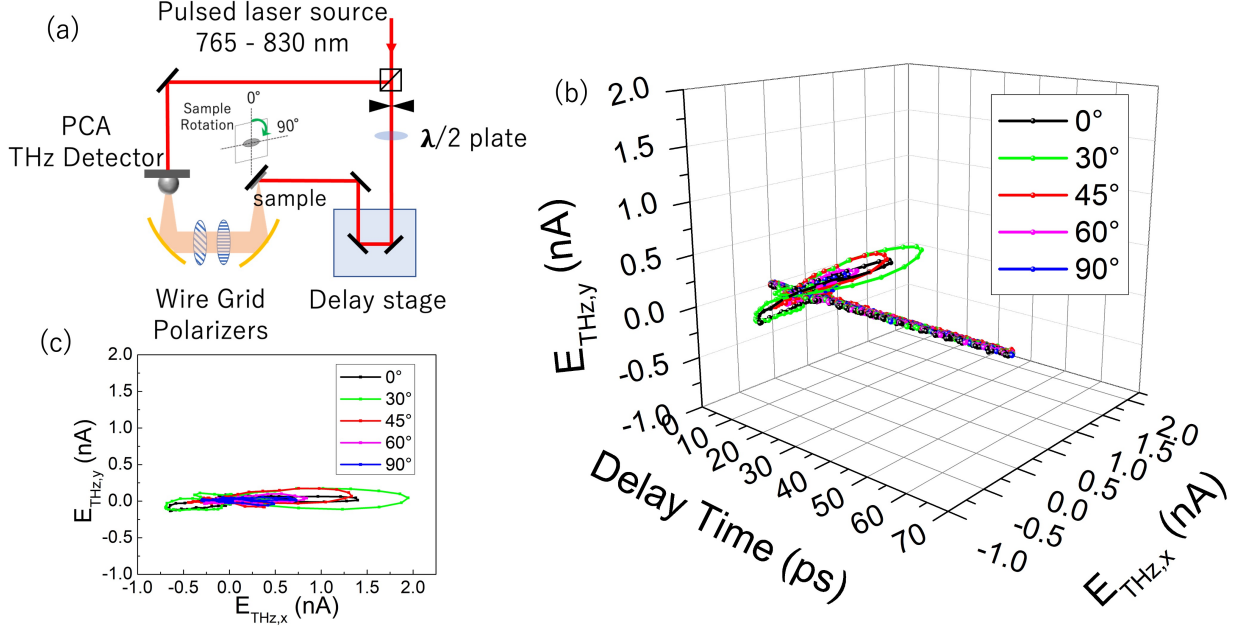 (a)
Pulsed laser source
765 - 830 nm
0°
Sample
Rotation
90°
PCA
THz Detector
λ/2 plate
sample
Wire Grid
Polarizers
Delay stage
(b)
2.0
1.5
1.0
0.5
0.0
-0.5
-1.0
E_THz,y (nA)
0
10
20
30
40
50
60
70
Delay Time (ps)
2.0
1.5
1.0
0.5
0.0
-0.5
-1.0
E_THz,x (nA)
0°
30°
45°
60°
90°
(c)
2.0
1.5
1.0
0.5
0.0
-0.5
-1.0
E_THz,y (nA)
0°
30°
45°
60°
90°
-1.0 -0.5 0.0 0.5 1.0 1.5 2.0
E_THz,x (nA)